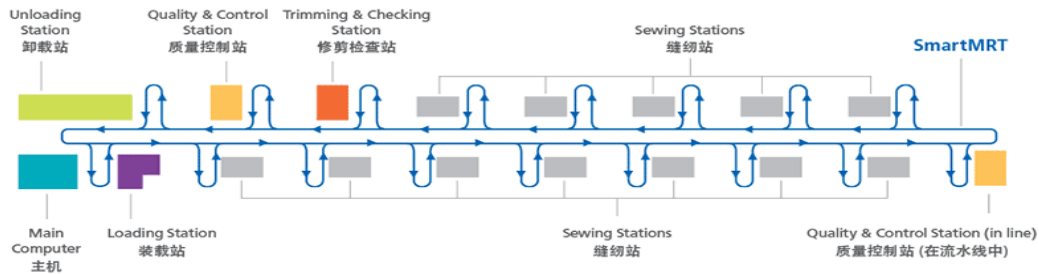 Unloading
Station
卸载站
Quality & Control
Station
质量控制站
Trimming & Checking
Station
修剪检查站
Sewing Stations
缝纫站
SmartMRT
Main
Computer
主机
Loading Station
装载站
Sewing Stations
缝纫站
Quality & Control Station (in line)
质量控制站 (在流水线中)